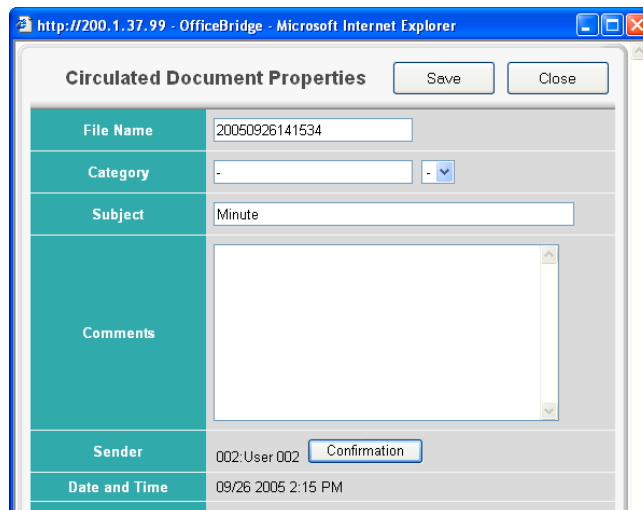 http://200.1.37.99 - OfficeBridge - Microsoft Internet Explorer
Circulated Document Properties Save Close
File Name 20050926141534
Category - -
Subject Minute
Comments
Sender 002:User 002 Confirmation
Date and Time 09/26 2005 2:15 PM